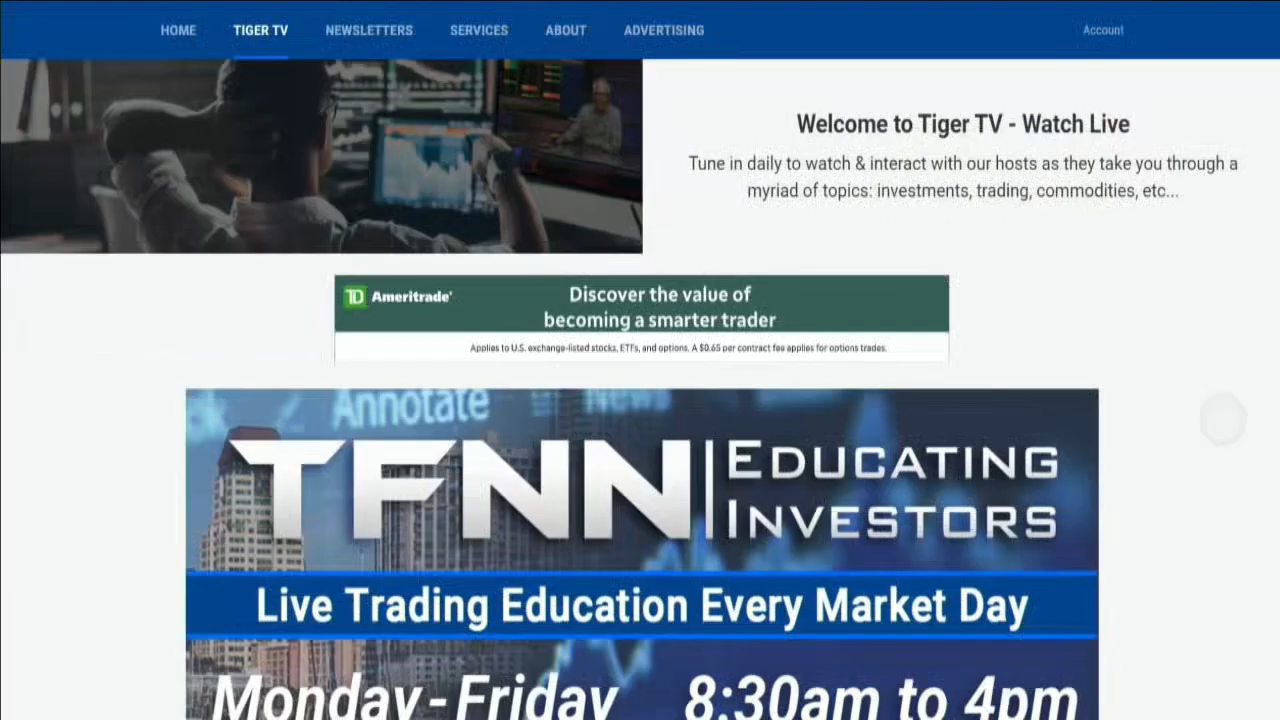 HOME TIGER TV NEWSLETTERS SERVICES ABOUT ADVERTISING Account
Welcome to Tiger TV - Watch Live
Tune in daily to watch & interact with our hosts as they take you through a
myriad of topics: investments, trading, commodities, etc...
TD Ameritrade
Discover the value of
becoming a smarter trader
Applies to U.S. exchange-listed stocks, ETFs, and options. A $0.65 per contract fee applies for options trades.
Annotate News
TFNN EDUCATING
INVESTORS
Live Trading Education Every Market Day
Monday - Friday 8:30am to 4pm